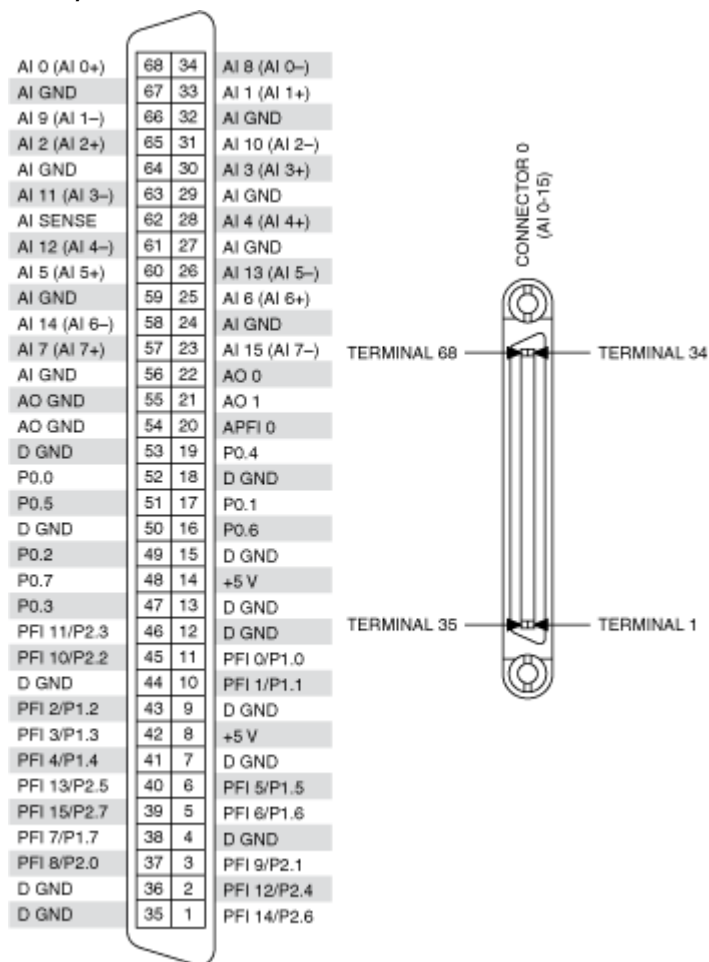 AI 0 (AI 0+) 68 34 AI 8 (AI 0–)
AI GND 67 33 AI 1 (AI 1+)
AI 9 (AI 1–) 66 32 AI GND
AI 2 (AI 2+) 65 31 AI 10 (AI 2–)
AI GND 64 30 AI 3 (AI 3+)
AI 11 (AI 3–) 63 29 AI GND
AI SENSE 62 28 AI 4 (AI 4+)
AI 12 (AI 4–) 61 27 AI GND
AI 5 (AI 5+) 60 26 AI 13 (AI 5–)
AI GND 59 25 AI 6 (AI 6+)
AI 14 (AI 6–) 58 24 AI GND
AI 7 (AI 7+) 57 23 AI 15 (AI 7–)
AI GND 56 22 AO 0
AO GND 55 21 AO 1
AO GND 54 20 APFI 0
D GND 53 19 P0.4
P0.0 52 18 D GND
P0.5 51 17 P0.1
D GND 50 16 P0.6
P0.2 49 15 D GND
P0.7 48 14 +5 V
P0.3 47 13 D GND
PFI 11/P2.3 46 12 D GND
PFI 10/P2.2 45 11 PFI 0/P1.0
D GND 44 10 PFI 1/P1.1
PFI 2/P1.2 43 9 D GND
PFI 3/P1.3 42 8 +5 V
PFI 4/P1.4 41 7 D GND
PFI 13/P2.5 40 6 PFI 5/P1.5
PFI 15/P2.7 39 5 PFI 6/P1.6
PFI 7/P1.7 38 4 D GND
PFI 8/P2.0 37 3 PFI 9/P2.1
D GND 36 2 PFI 12/P2.4
D GND 35 1 PFI 14/P2.6
CONNECTOR 0
(AI 0-15)
TERMINAL 68 TERMINAL 34
TERMINAL 35 TERMINAL 1